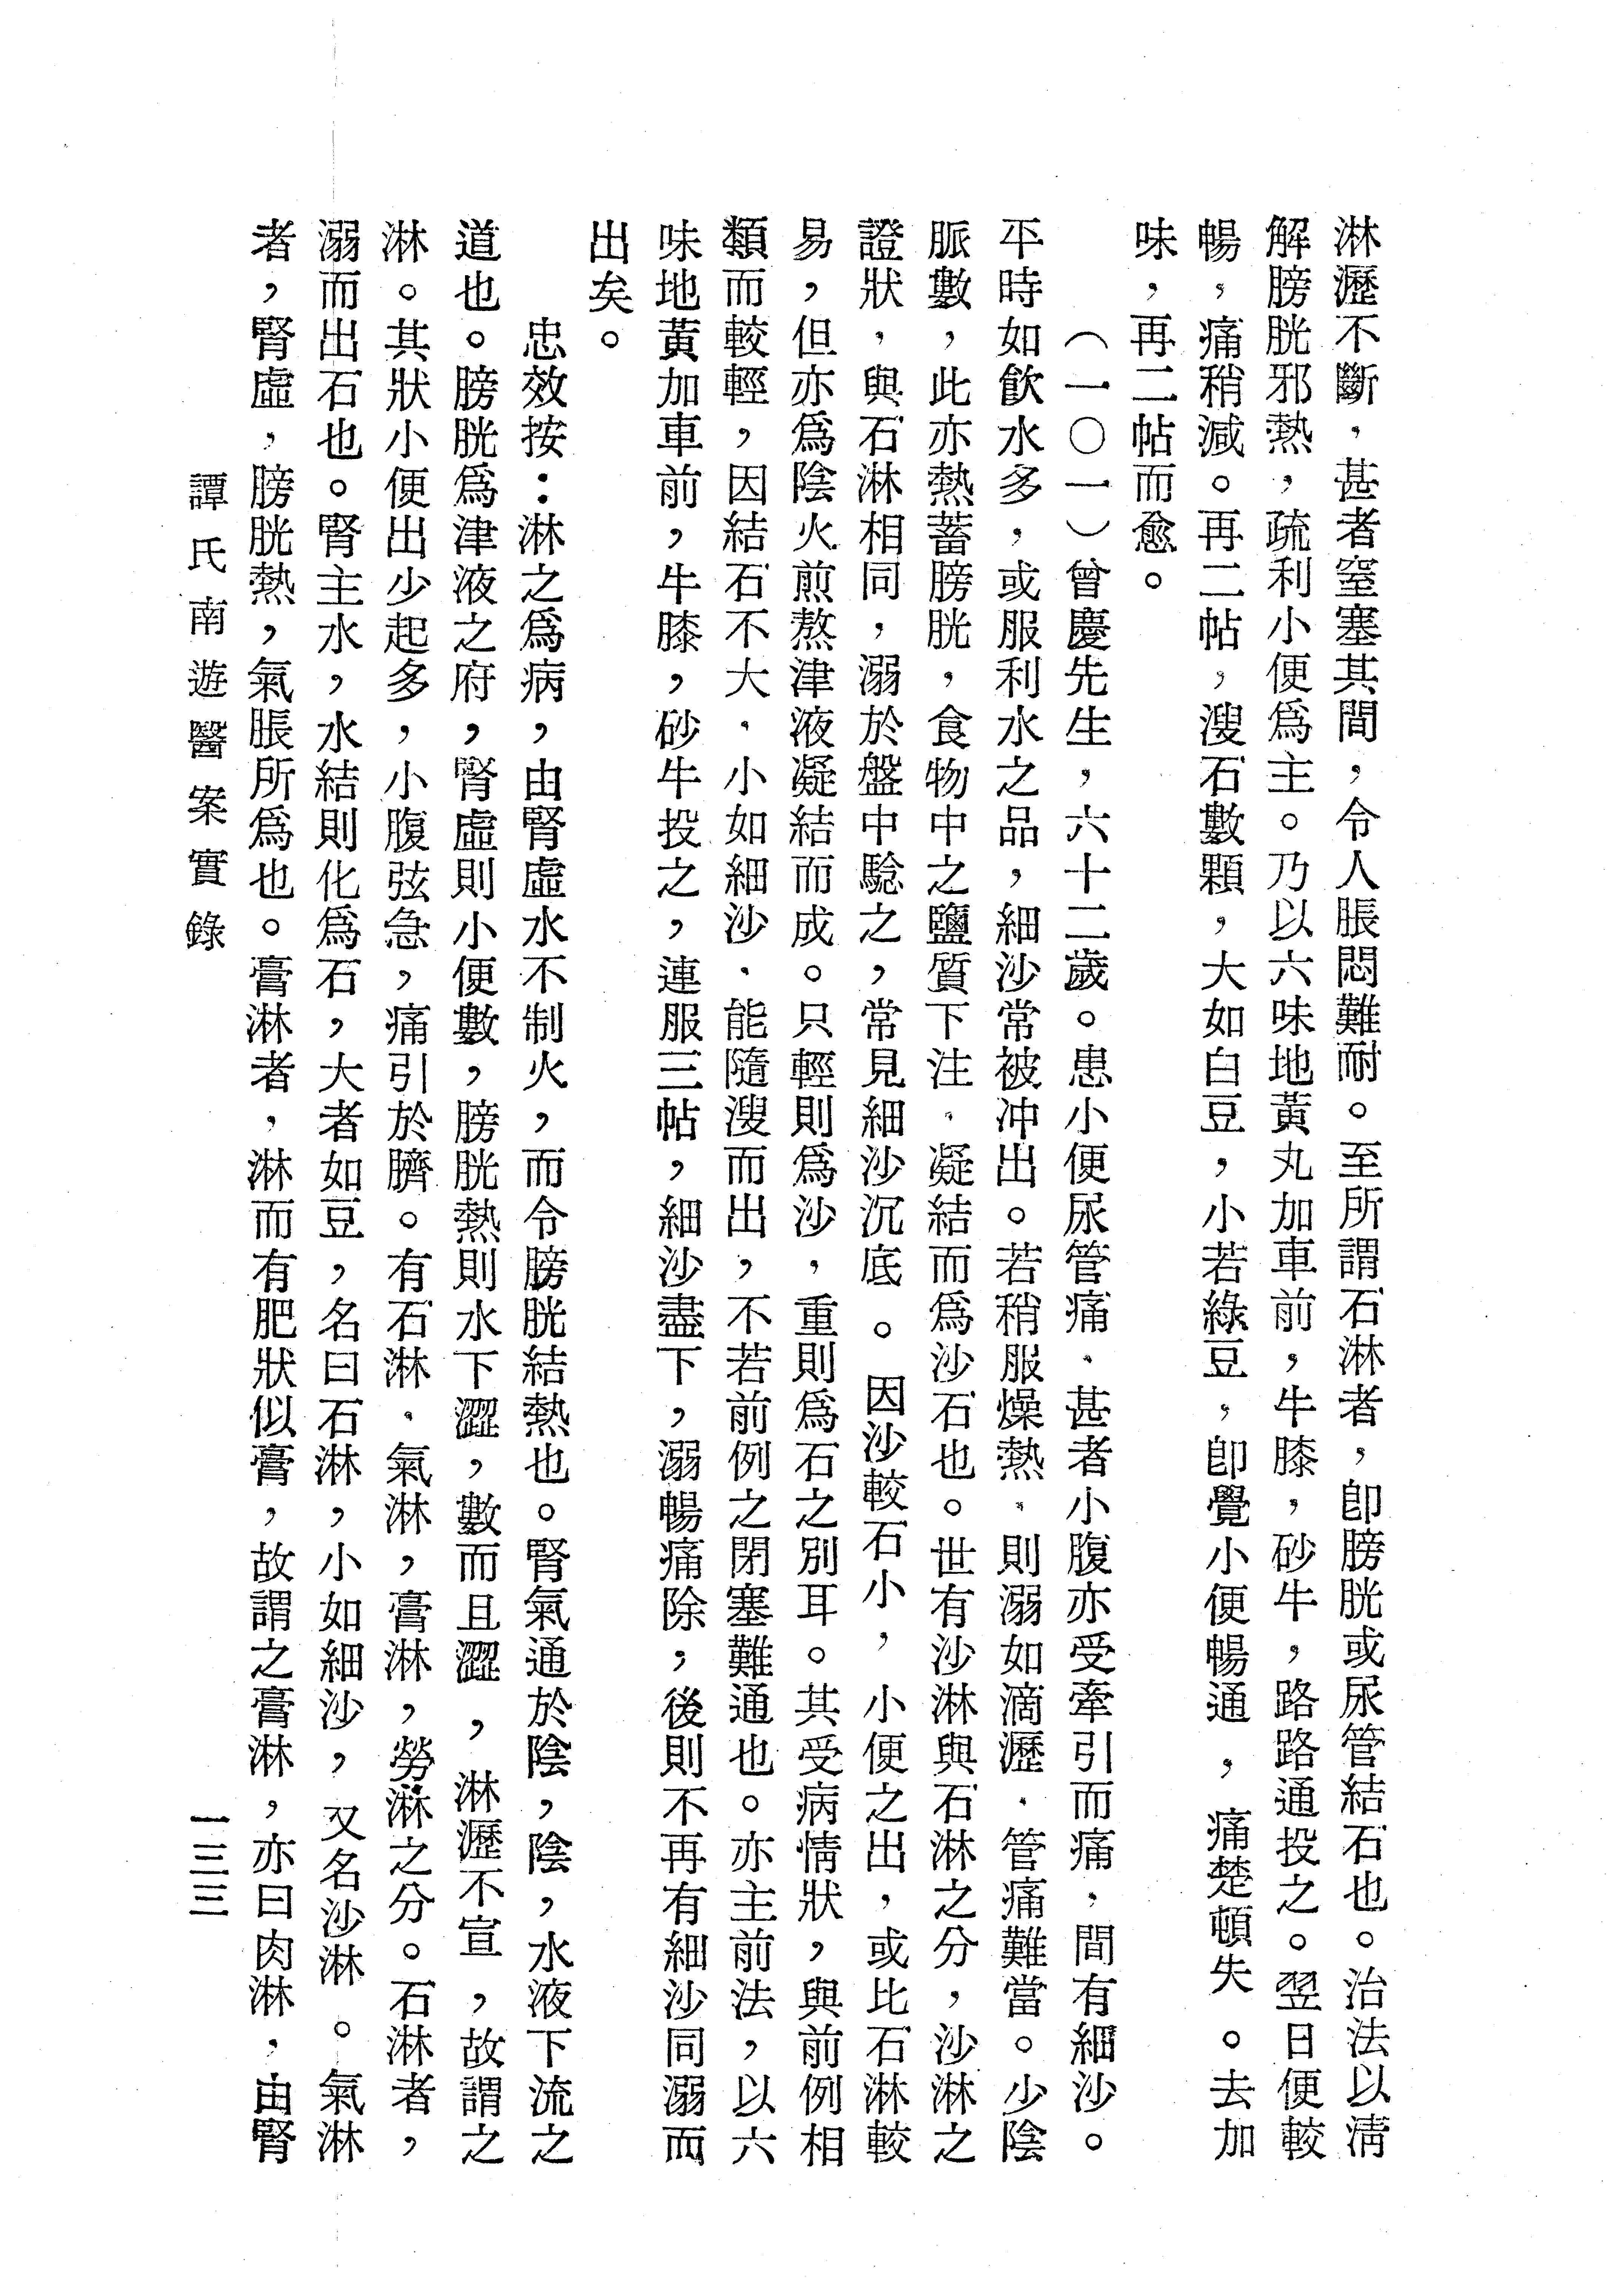 淋瀝不斷，甚者窒塞其間，令人脹悶難耐。至所謂石淋者，卽膀胱或尿管結石也。治法以淸
解膀胱邪熱，疏利小便爲主。乃以六味地黃丸加車前，牛膝，砂牛，路路通投之。翌日便較
暢，痛稍減。再二帖，溲石數顆，大如白豆，小若綠豆，卽覺小便暢通，痛楚頓失。去加
味，再二帖而愈。
（一〇一）曾慶先生，六十二歲。患小便尿管痛，甚者小腹亦受牽引而痛，間有細沙。
平時如飮水多，或服利水之品，細沙常被冲出。若稍服燥熱，則溺如滴瀝，管痛難當。少陰
脈數，此亦熱蓄膀胱，食物中之鹽質下注，凝結而爲沙石也。世有沙淋與石淋之分，沙淋之
證狀，與石淋相同，溺於盤中騐之，常見細沙沉底。因沙較石小，小便之出，或比石淋較
易，但亦爲陰火煎熬津液凝結而成。只輕則爲沙，重則爲石之別耳。其受病情狀，與前例相
類而較輕，因結石不大，小如細沙，能隨溲而出，不若前例之閉塞難通也。亦主前法，以六
味地黃加車前，牛膝，砂牛投之，連服三帖，細沙盡下，溺暢痛除；後則不再有細沙同溺而
出矣。
忠效按：淋之爲病，由腎虛水不制火，而令膀胱結熱也。腎氣通於陰，陰，水液下流之
道也。膀胱爲津液之府，腎虛則小便數，膀胱熱則水下澀，數而且澀，淋瀝不宣，故謂之
淋。其狀小便出少起多，小腹弦急，痛引於臍。有石淋，氣淋，膏淋，勞淋之分。石淋者，
溺而出石也。腎主水，水結則化爲石，大者如豆，名曰石淋，小如細沙，又名沙淋。氣淋
者，腎虛，膀胱熱，氣脹所爲也。膏淋者，淋而有肥狀似膏，故謂之膏淋，亦曰肉淋，由腎
譚氏南遊醫案實錄
一三三